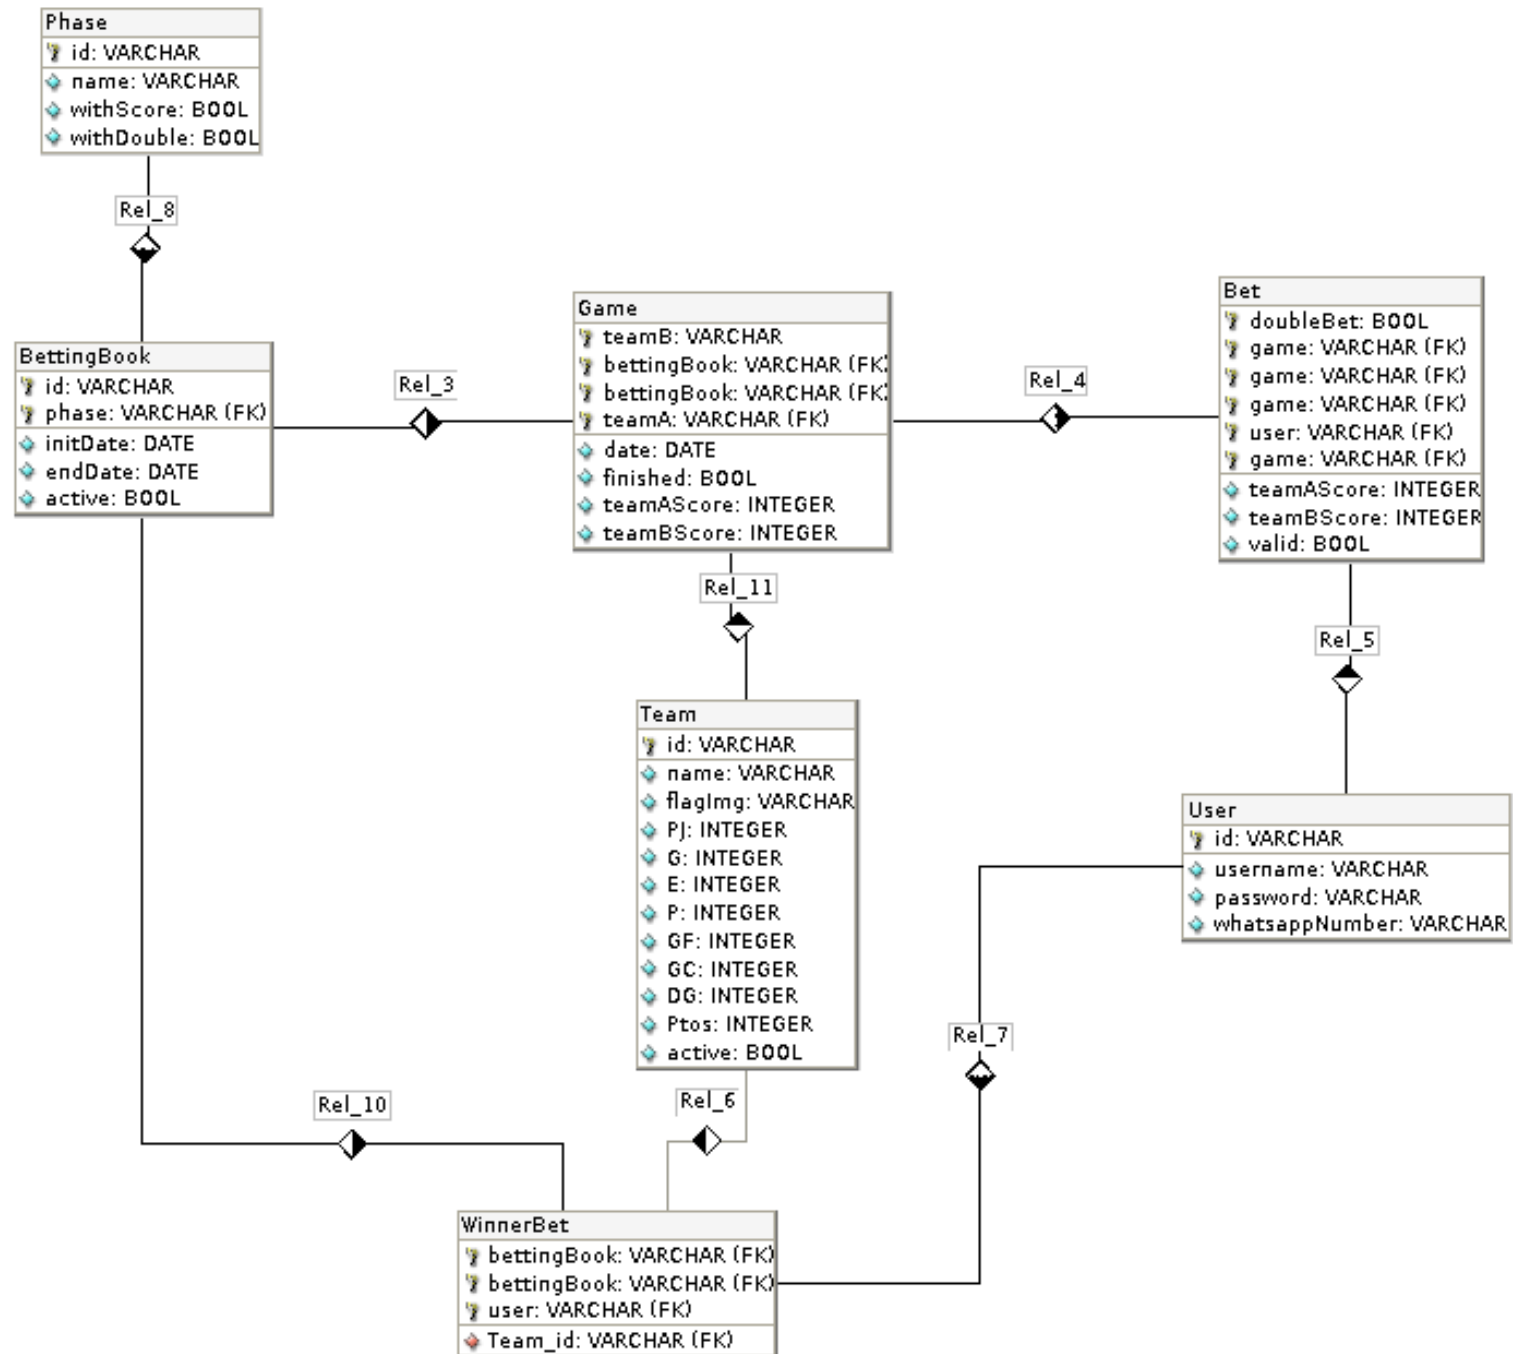 Phase
id: VARCHAR
name: VARCHAR
withScore: BOOL
withDouble: BOOL
Rel_8
BettingBook
id: VARCHAR
phase: VARCHAR (FK)
initDate: DATE
endDate: DATE
active: BOOL
Rel_3
Game
teamB: VARCHAR
bettingBook: VARCHAR (FK)
bettingBook: VARCHAR (FK)
teamA: VARCHAR (FK)
date: DATE
finished: BOOL
teamAScore: INTEGER
teamBScore: INTEGER
Rel_4
Bet
doubleBet: BOOL
game: VARCHAR (FK)
game: VARCHAR (FK)
game: VARCHAR (FK)
user: VARCHAR (FK)
game: VARCHAR (FK)
teamAScore: INTEGER
teamBScore: INTEGER
valid: BOOL
Rel_11
Rel_5
Team
id: VARCHAR
name: VARCHAR
flagImg: VARCHAR
PJ: INTEGER
G: INTEGER
E: INTEGER
P: INTEGER
GF: INTEGER
GC: INTEGER
DG: INTEGER
Ptos: INTEGER
active: BOOL
User
id: VARCHAR
username: VARCHAR
password: VARCHAR
whatsappNumber: VARCHAR
Rel_7
Rel_10
Rel_6
WinnerBet
bettingBook: VARCHAR (FK)
bettingBook: VARCHAR (FK)
user: VARCHAR (FK)
Team_id: VARCHAR (FK)